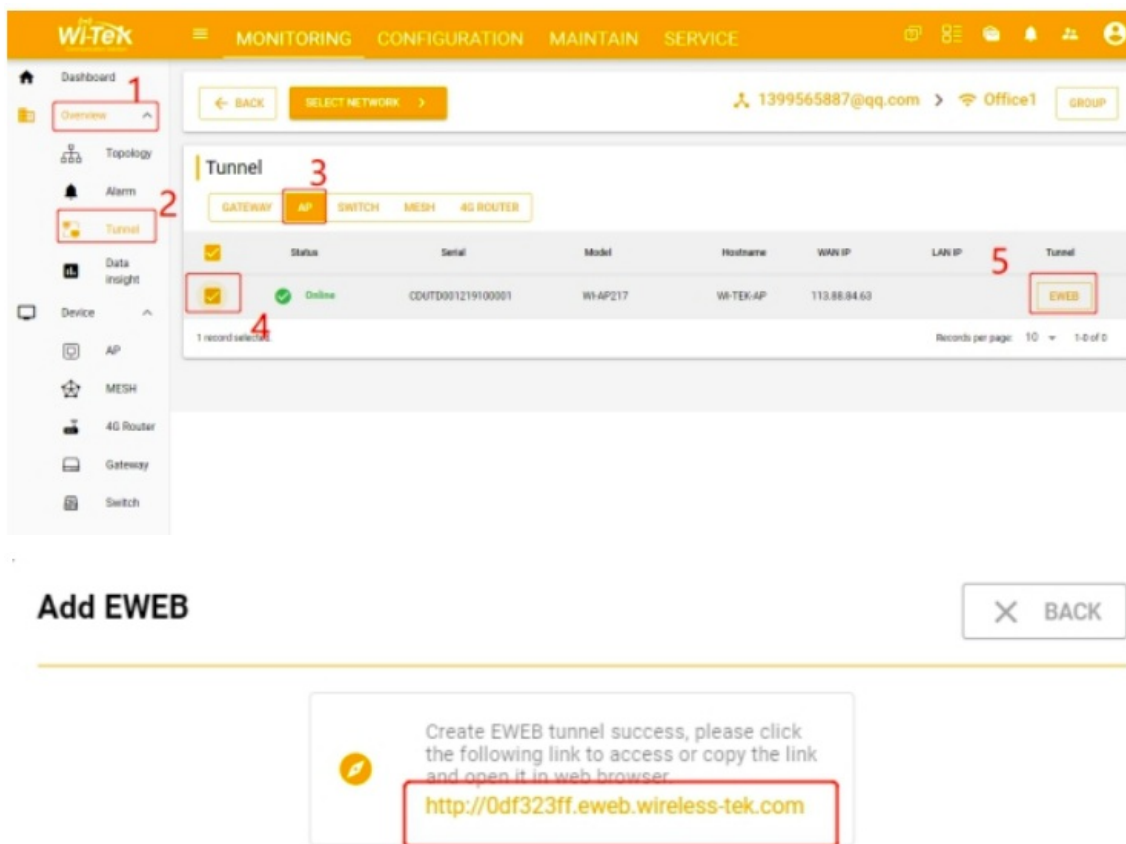 Wi-Tek
MONITORING CONFIGURATION MAINTAIN SERVICE
Dashboard
1
Overview
BACK
SELECT NETWORK
1399565887@qq.com > Office1
GROUP
Topology
Tunnel
3
Alarm
2
GATEWAY AP SWITCH MESH 4G ROUTER
Tunnel
Status Serial Model Hostname WAN IP LAN IP Tunnel
5
Data
insight
Online CDUTD001219100001 WI-AP217 WI-TEK-AP 113.88.84.63 EWEB
4
Device
1 record selected.
Records per page: 10 1-0 of 0
AP
MESH
4G Router
Gateway
Switch
Add EWEB
BACK
Create EWEB tunnel success, please click
the following link to access or copy the link
and open it in web browser.
http://0df323ff.eweb.wireless-tek.com